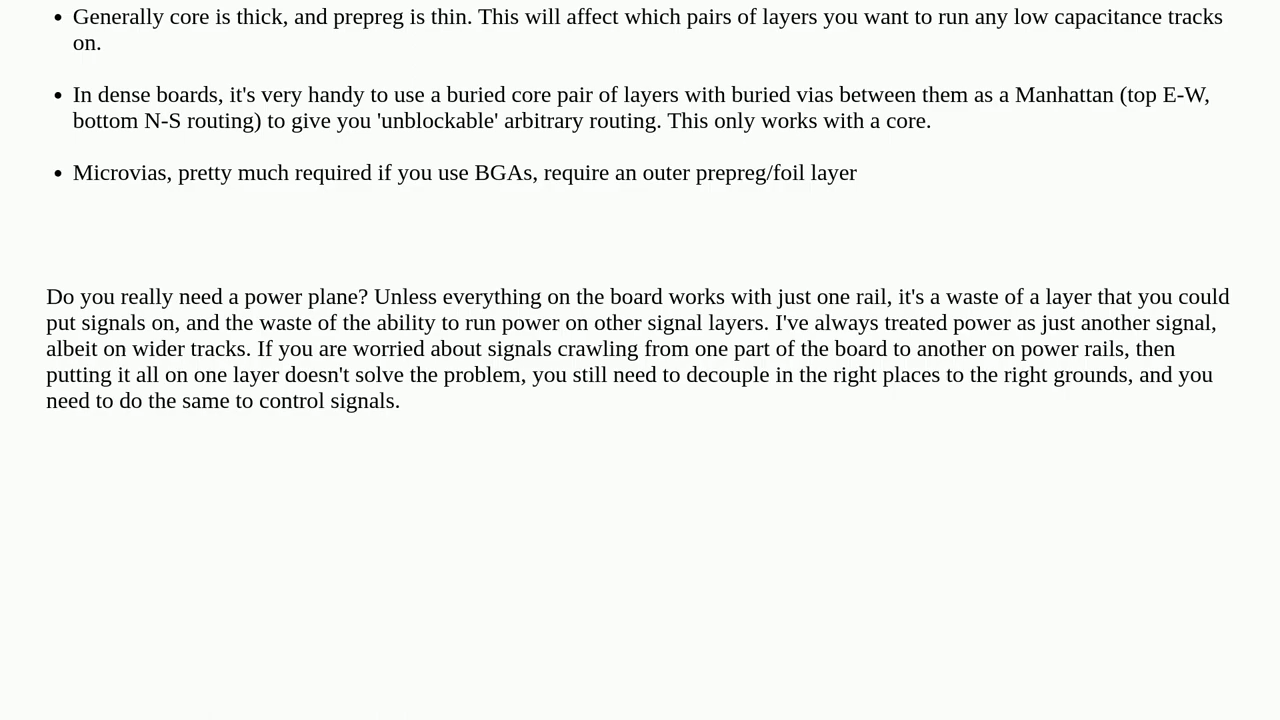 • Generally core is thick, and prepreg is thin. This will affect which pairs of layers you want to run any low capacitance tracks
on.
• In dense boards, it's very handy to use a buried core pair of layers with buried vias between them as a Manhattan (top E-W,
bottom N-S routing) to give you 'unblockable' arbitrary routing. This only works with a core.
• Microvias, pretty much required if you use BGAs, require an outer prepreg/foil layer
Do you really need a power plane? Unless everything on the board works with just one rail, it's a waste of a layer that you could
put signals on, and the waste of the ability to run power on other signal layers. I've always treated power as just another signal,
albeit on wider tracks. If you are worried about signals crawling from one part of the board to another on power rails, then
putting it all on one layer doesn't solve the problem, you still need to decouple in the right places to the right grounds, and you
need to do the same to control signals.